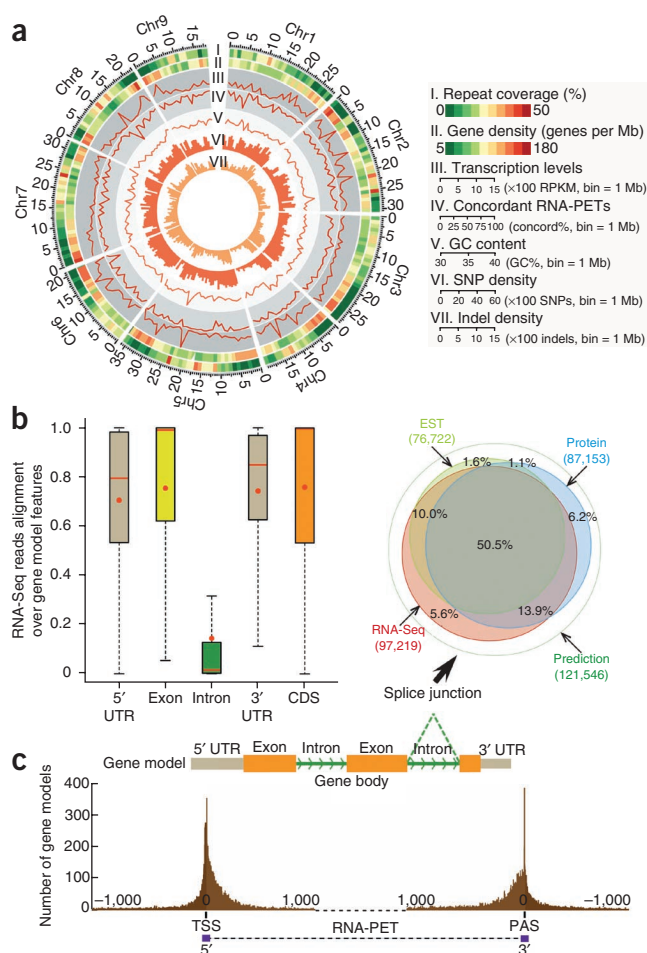 a
Chr1
Chr2
Chr3
Chr4
Chr5
Chr6
Chr7
Chr8
Chr9
I
II
III
IV
V
VI
VII
I. Repeat coverage (%)
0 50
II. Gene density (genes per Mb)
5 180
III. Transcription levels
0 5 10 15 (×100 RPKM, bin = 1 Mb)
IV. Concordant RNA-PETs
0 25 50 75 100 (concord%, bin = 1 Mb)
V. GC content
30 35 40 (GC%, bin = 1 Mb)
VI. SNP density
0 20 40 60 (×100 SNPs, bin = 1 Mb)
VII. Indel density
0 5 10 15 (×100 indels, bin = 1 Mb)
b
RNA-Seq reads alignment
over gene model features
1.0
0.8
0.6
0.4
0.2
0
5′ UTR
Exon
Intron
3′ UTR
CDS
EST
(76,722)
Protein
(87,153)
1.6%
1.1%
10.0%
6.2%
50.5%
5.6%
13.9%
RNA-Seq
(97,219)
Prediction
(121,546)
Splice junction
c
Gene model
5′ UTR
Exon
Intron
Exon
Intron
3′ UTR
Gene body
Number of gene models
400
300
200
100
0
−1,000 0 1,000 1,000 0 −1,000
TSS
PAS
RNA-PET
5′
3′